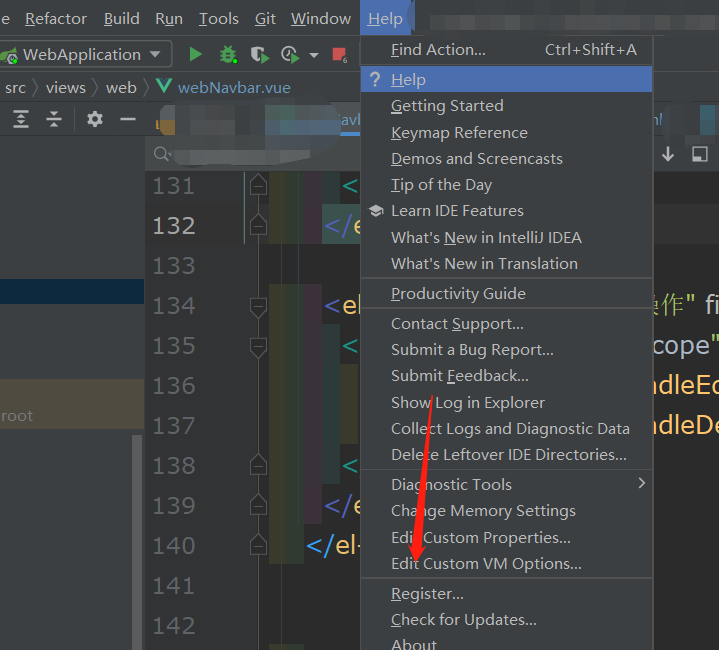 e Refactor Build Run Tools Git Window Help
WebApplication
6
src views web webNavbar.vue
Find Action... Ctrl+Shift+A
? Help
Getting Started
Keymap Reference
Demos and Screencasts
Tip of the Day
Learn IDE Features
What's New in IntelliJ IDEA
What's New in Translation
Productivity Guide
Contact Support...
Submit a Bug Report...
Submit Feedback...
Show Log in Explorer
Collect Logs and Diagnostic Data
Delete Leftover IDE Directories...
Diagnostic Tools
Change Memory Settings
Edit Custom Properties...
Edit Custom VM Options...
Register...
Check for Updates...
About
root
131 <
132 </e
133
134 <el 操作" fi
135 < cope"
136 ndleEd
137 ndleDe
138 <
139 </e
140 </el-
141
142